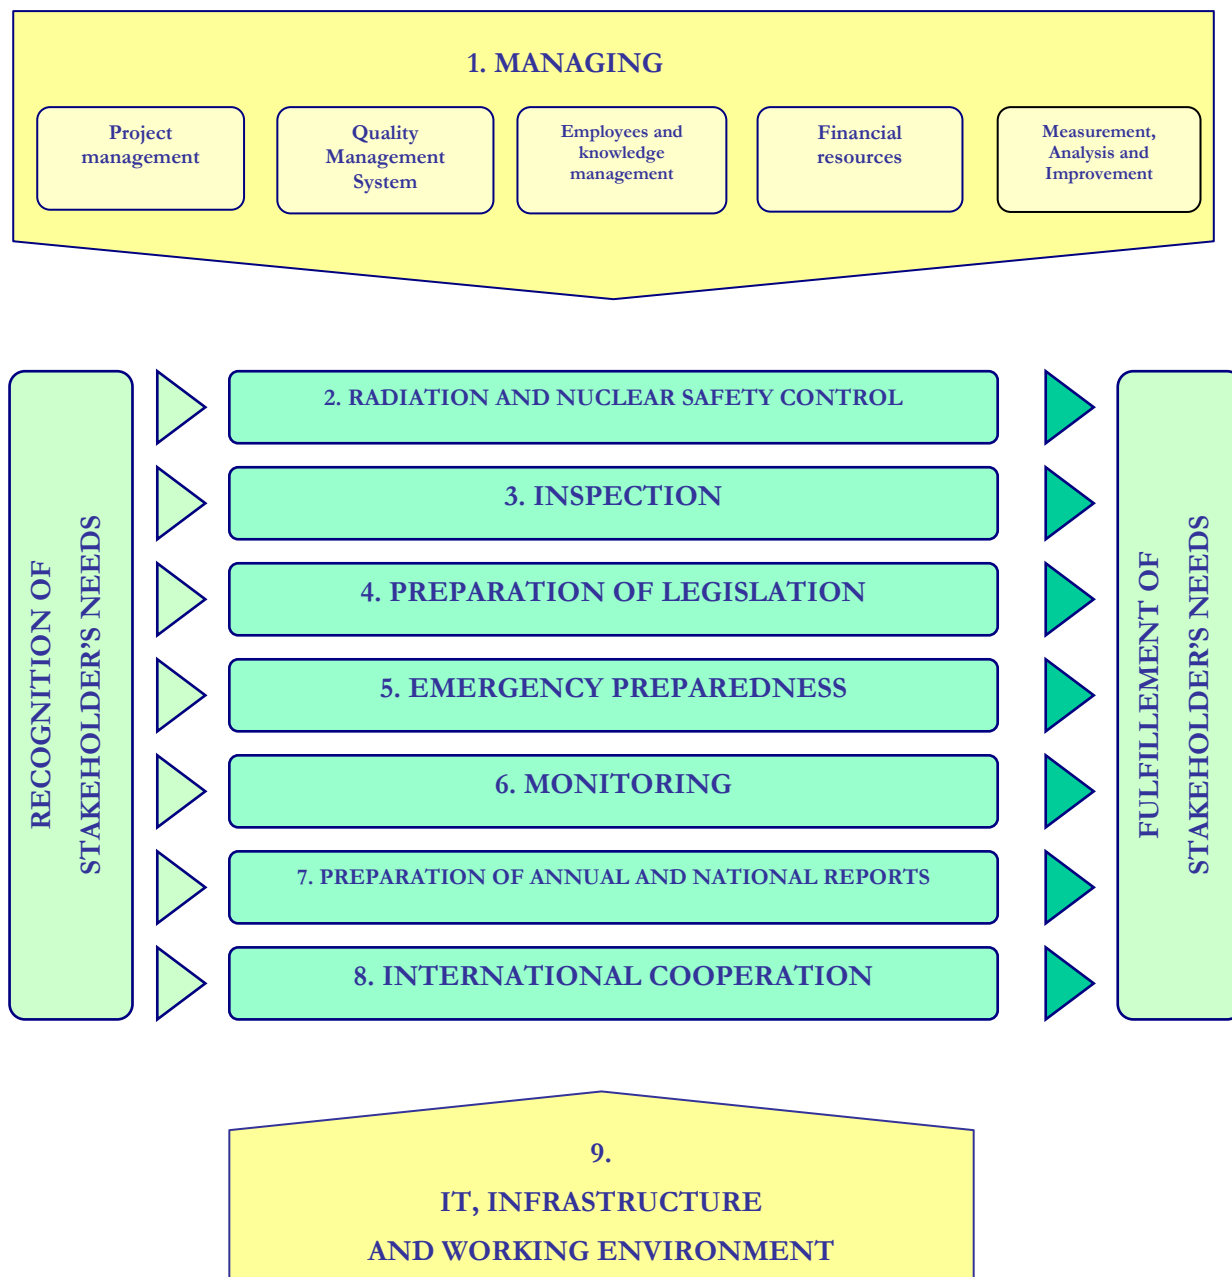 1. MANAGING
Project
management
Quality
Management
System
Employees and
knowledge
management
Financial
resources
Measurement,
Analysis and
Improvement
RECOGNITION OF
STAKEHOLDER’S NEEDS
2. RADIATION AND NUCLEAR SAFETY CONTROL
3. INSPECTION
4. PREPARATION OF LEGISLATION
5. EMERGENCY PREPAREDNESS
6. MONITORING
7. PREPARATION OF ANNUAL AND NATIONAL REPORTS
8. INTERNATIONAL COOPERATION
FULFILLEMENT OF
STAKEHOLDER’S NEEDS
9.
IT, INFRASTRUCTURE
AND WORKING ENVIRONMENT